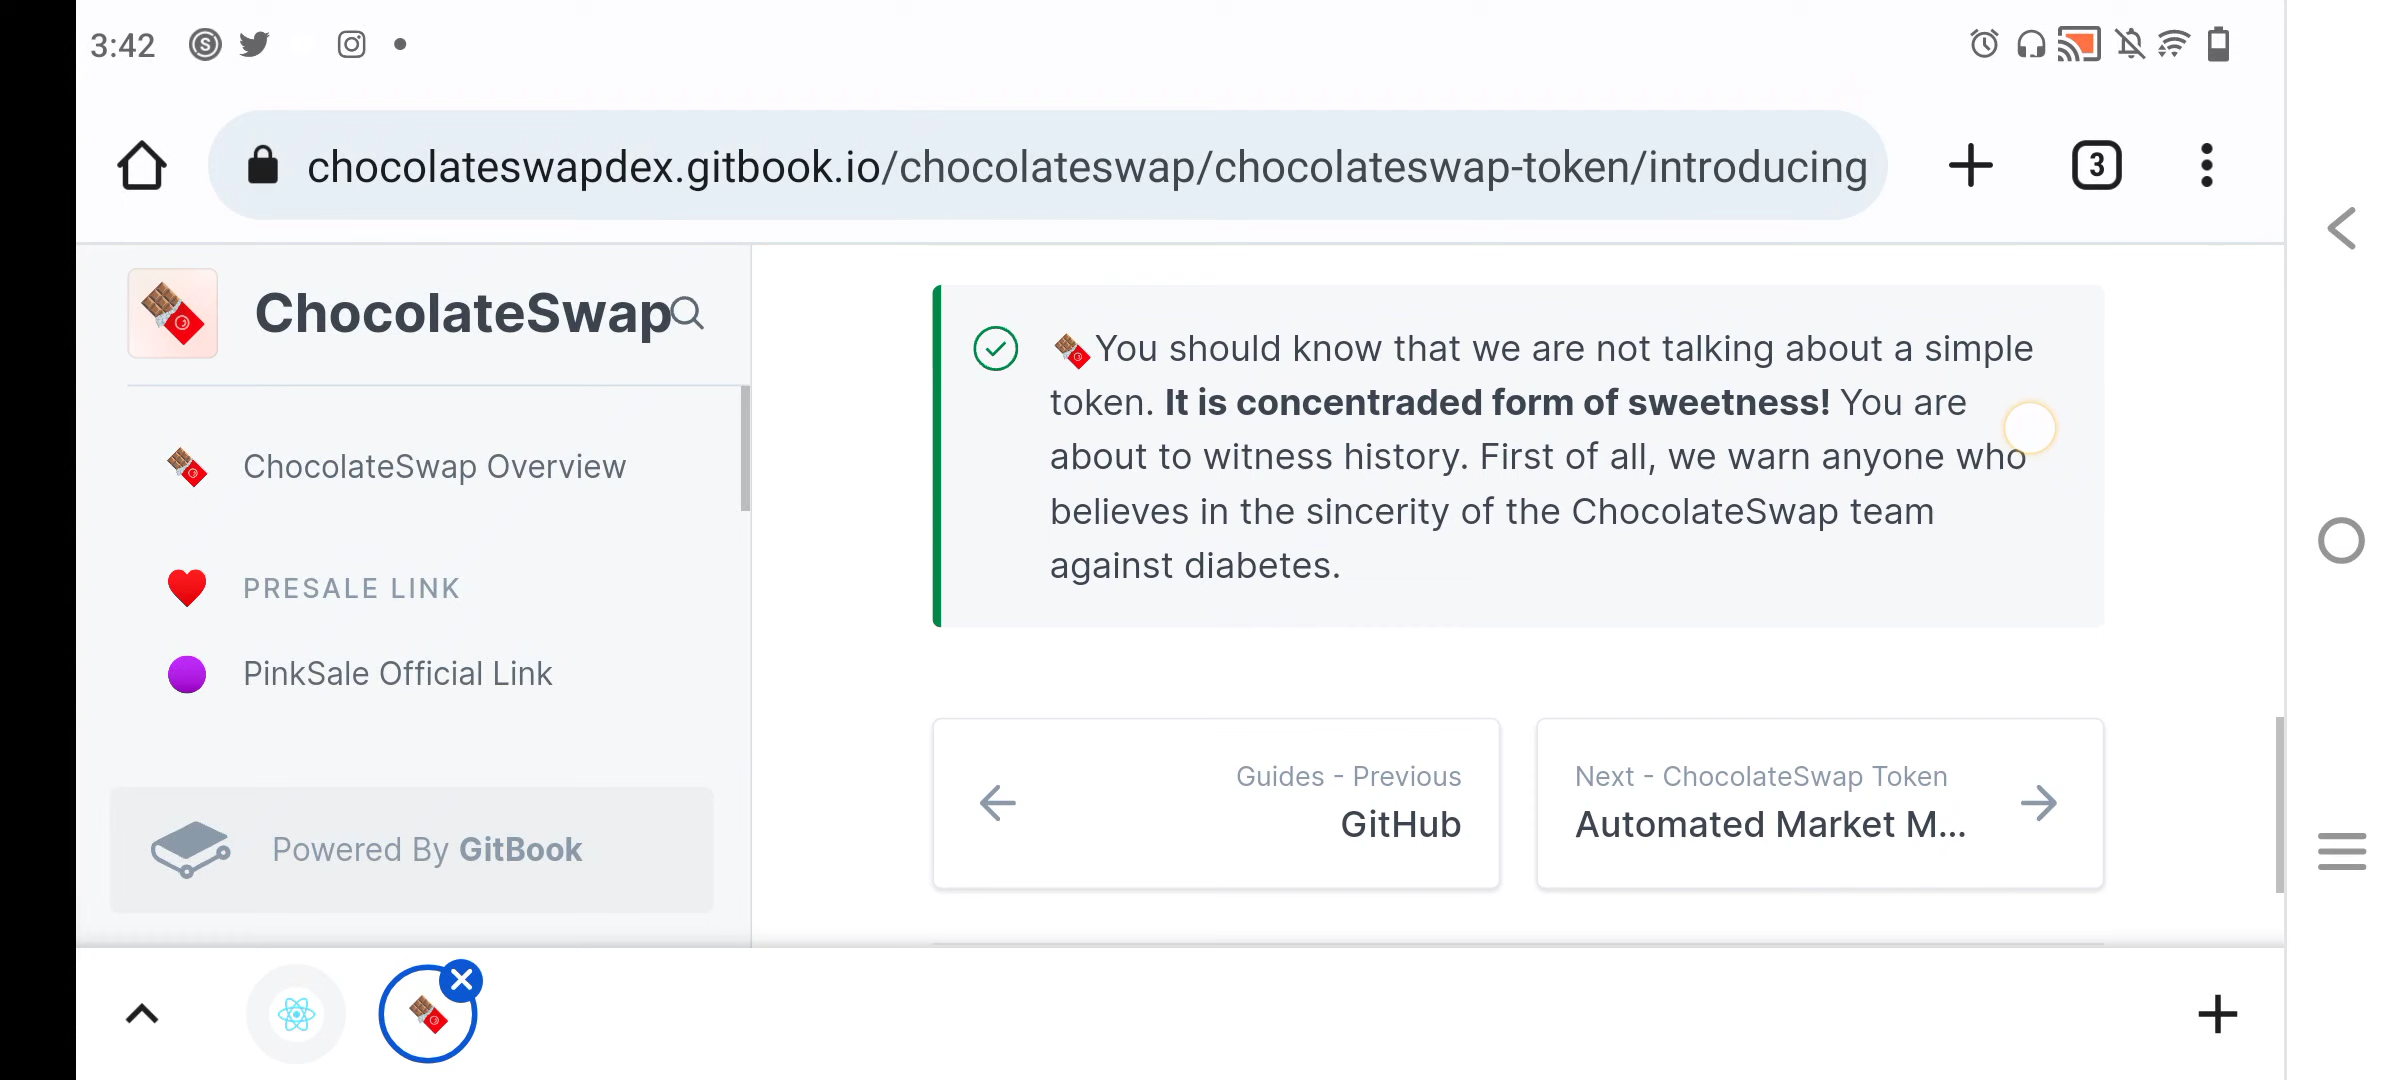 3:42
chocolateswapdex.gitbook.io/chocolateswap/chocolateswap-token/introducing
3
ChocolateSwap
ChocolateSwap Overview
PRESALE LINK
PinkSale Official Link
Powered By GitBook
You should know that we are not talking about a simple
token. It is concentraded form of sweetness! You are
about to witness history. First of all, we warn anyone who
believes in the sincerity of the ChocolateSwap team
against diabetes.
Guides - Previous
GitHub
Next - ChocolateSwap Token
Automated Market M...